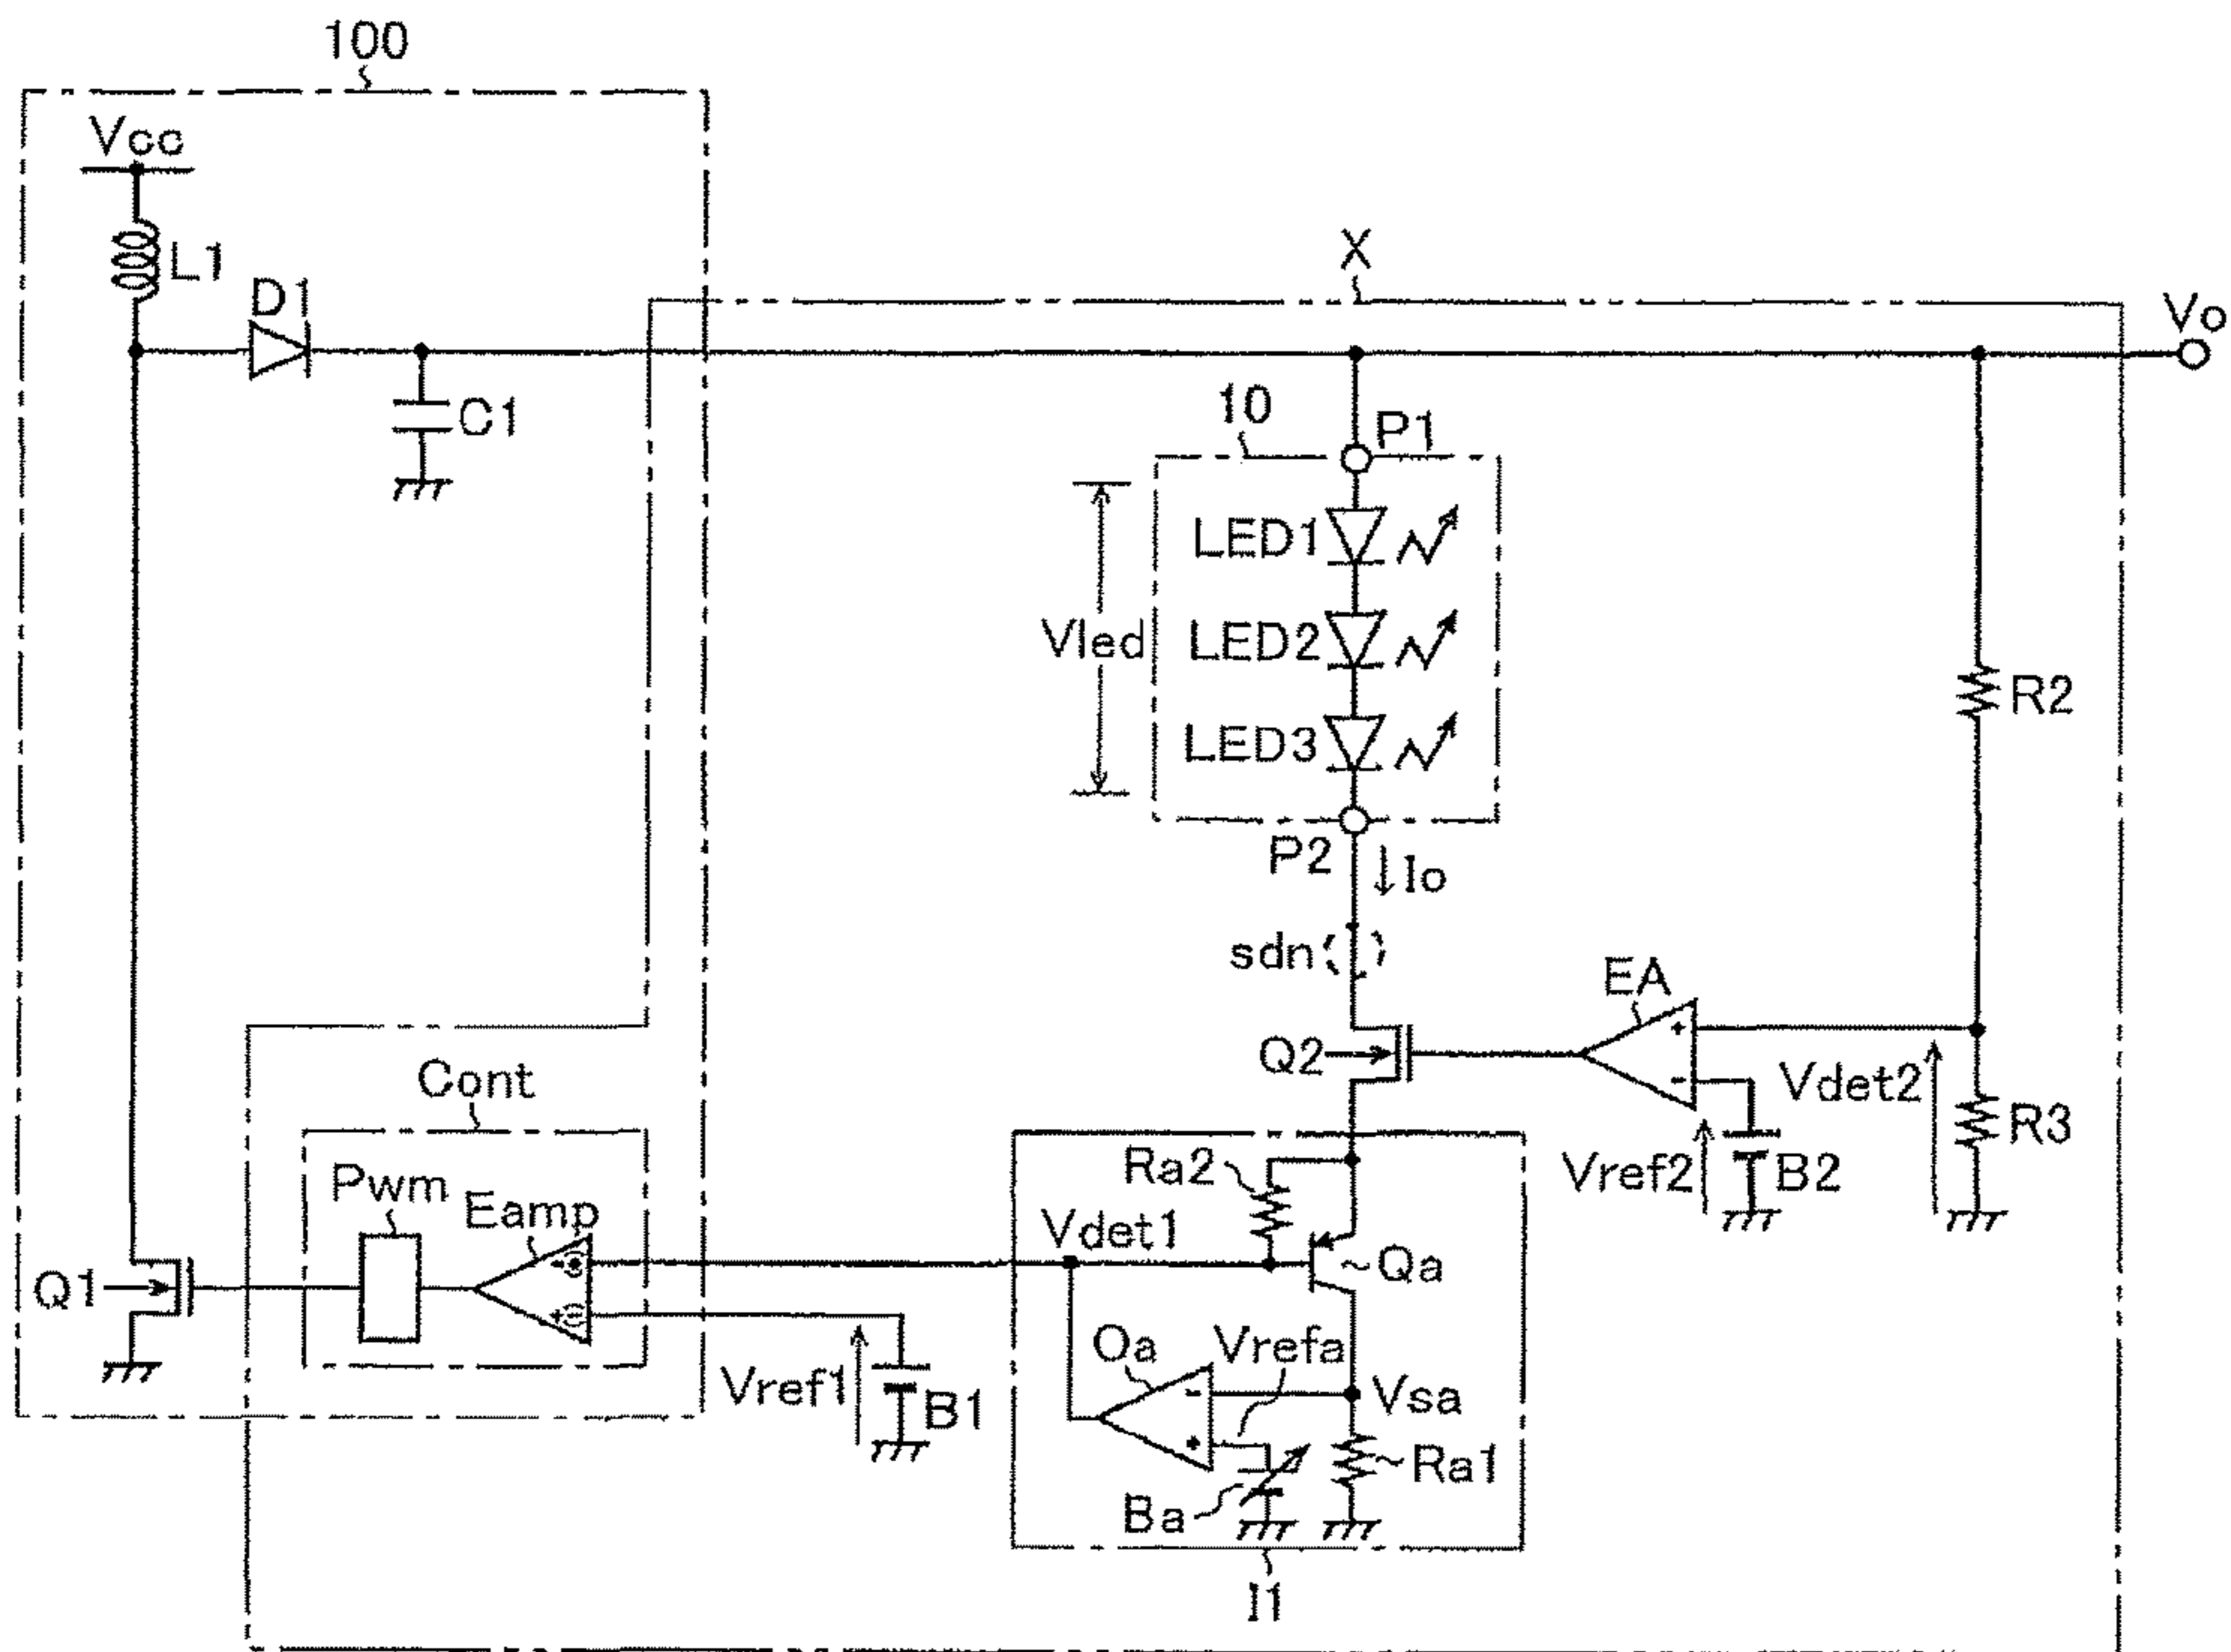 100
Vcc
L1
D1
C1
X
Vo
10
P1
LED1
Vled
LED2
LED3
R2
P2
Io
sdn
EA
+
-
Q2
Vdet2
R3
Vref2
B2
Cont
Pwm
Eamp
Q1
Vref1
B1
Ra2
Vdet1
Qa
Oa
Vrefa
-
+
Vsa
Ra1
Ba
I1